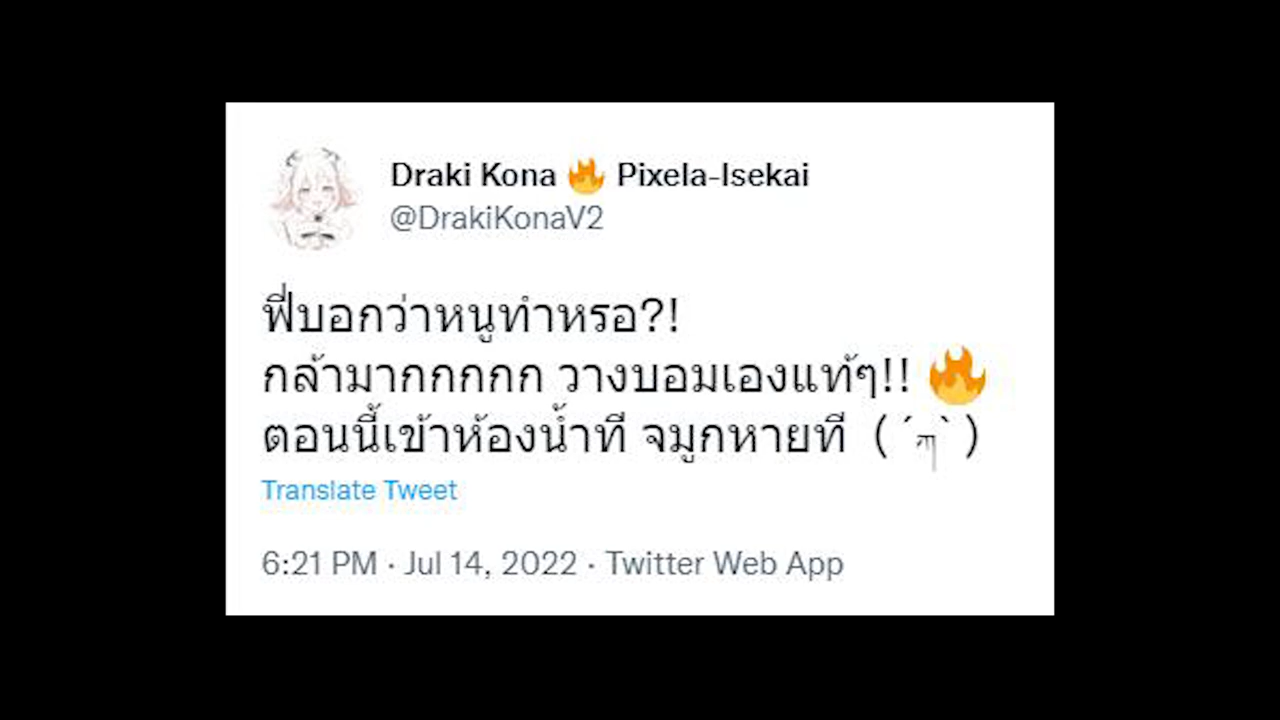 Draki Kona 🔥 Pixela-Isekai
@DrakiKonaV2
ฟี่บอกว่าหนูทำหรอ?!
กล้ามากกกกก วางบอมเองแท้ๆ!! 🔥
ตอนนี้เข้าห้องน้ำที จมูกหายที ( ´ཀ` )
Translate Tweet
6:21 PM · Jul 14, 2022 · Twitter Web App